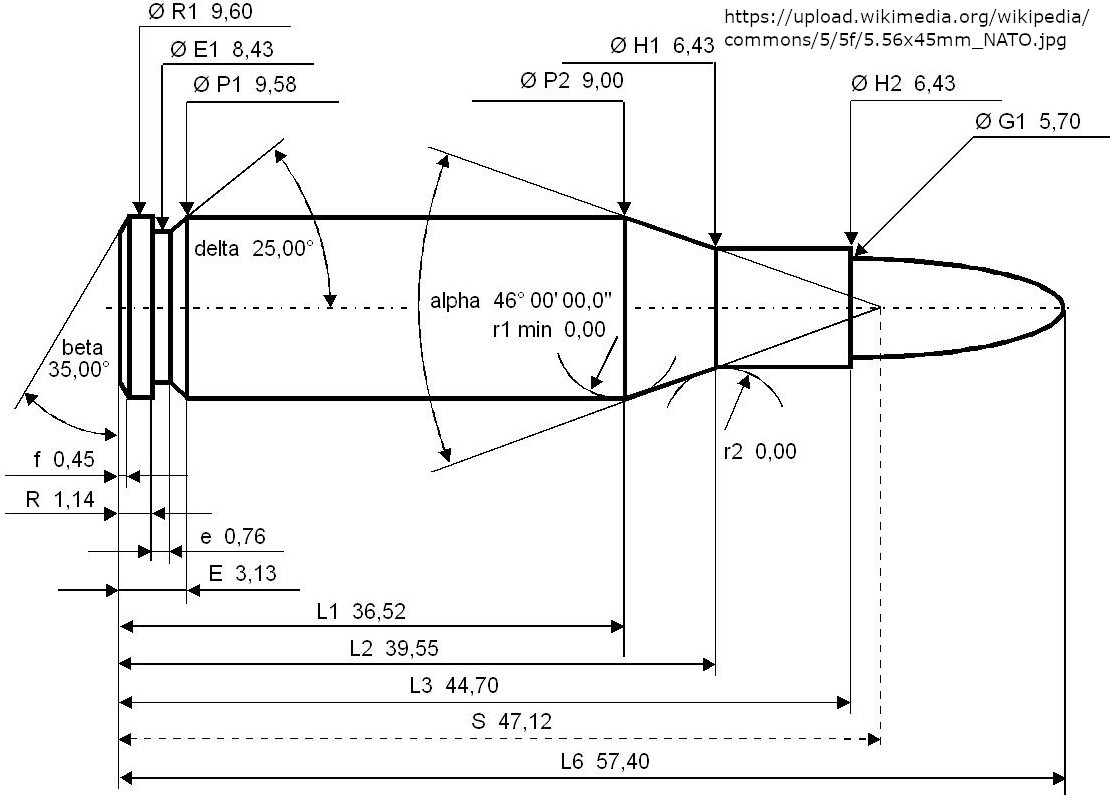 Ø R1 9,60
https://upload.wikimedia.org/wikipedia/
commons/5/5f/5.56x45mm_NATO.jpg
Ø E1 8,43
Ø H1 6,43
Ø P1 9,58
Ø P2 9,00
Ø H2 6,43
Ø G1 5,70
delta 25,00°
alpha 46° 00' 00,0"
r1 min 0,00
beta
35,00°
r2 0,00
f 0,45
R 1,14
e 0,76
E 3,13
L1 36,52
L2 39,55
L3 44,70
S 47,12
L6 57,40